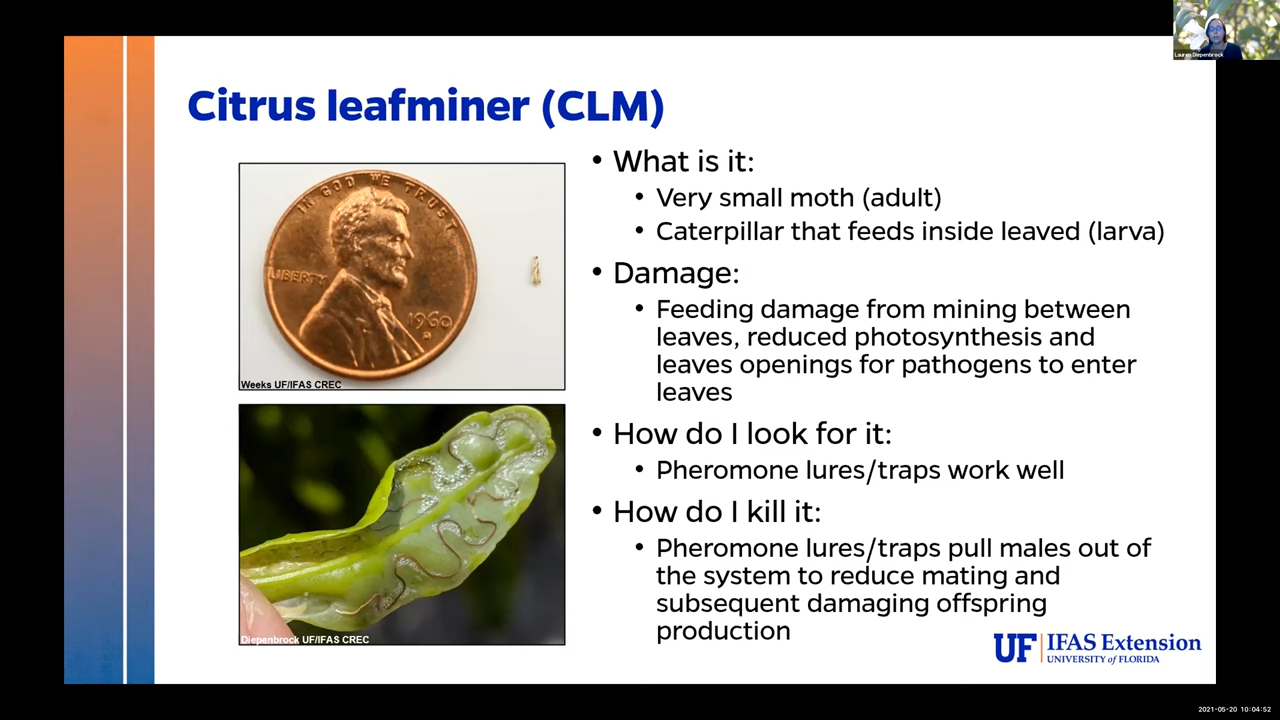 Lauren Diepenbrock
Citrus leafminer (CLM)
IN GOD WE TRUST
LIBERTY
1960
D
Weeks UF/IFAS CREC
Diepenbrock UF/IFAS CREC
• What is it:
• Very small moth (adult)
• Caterpillar that feeds inside leaved (larva)
• Damage:
• Feeding damage from mining between
leaves, reduced photosynthesis and
leaves openings for pathogens to enter
leaves
• How do I look for it:
• Pheromone lures/traps work well
• How do I kill it:
• Pheromone lures/traps pull males out of
the system to reduce mating and
subsequent damaging offspring
production
UF IFAS Extension
UNIVERSITY of FLORIDA
2021-05-20 10:04:52